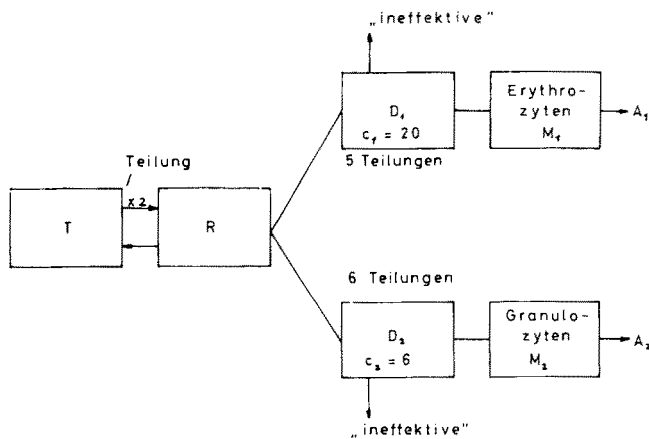 „ineffektive"
D₁
c₁ = 20
Erythro-
zyten
M₁
A₁
5 Teilungen
Teilung
x2
T
R
6 Teilungen
D₂
c₂ = 6
Granulo-
zyten
M₂
A₂
„ineffektive"